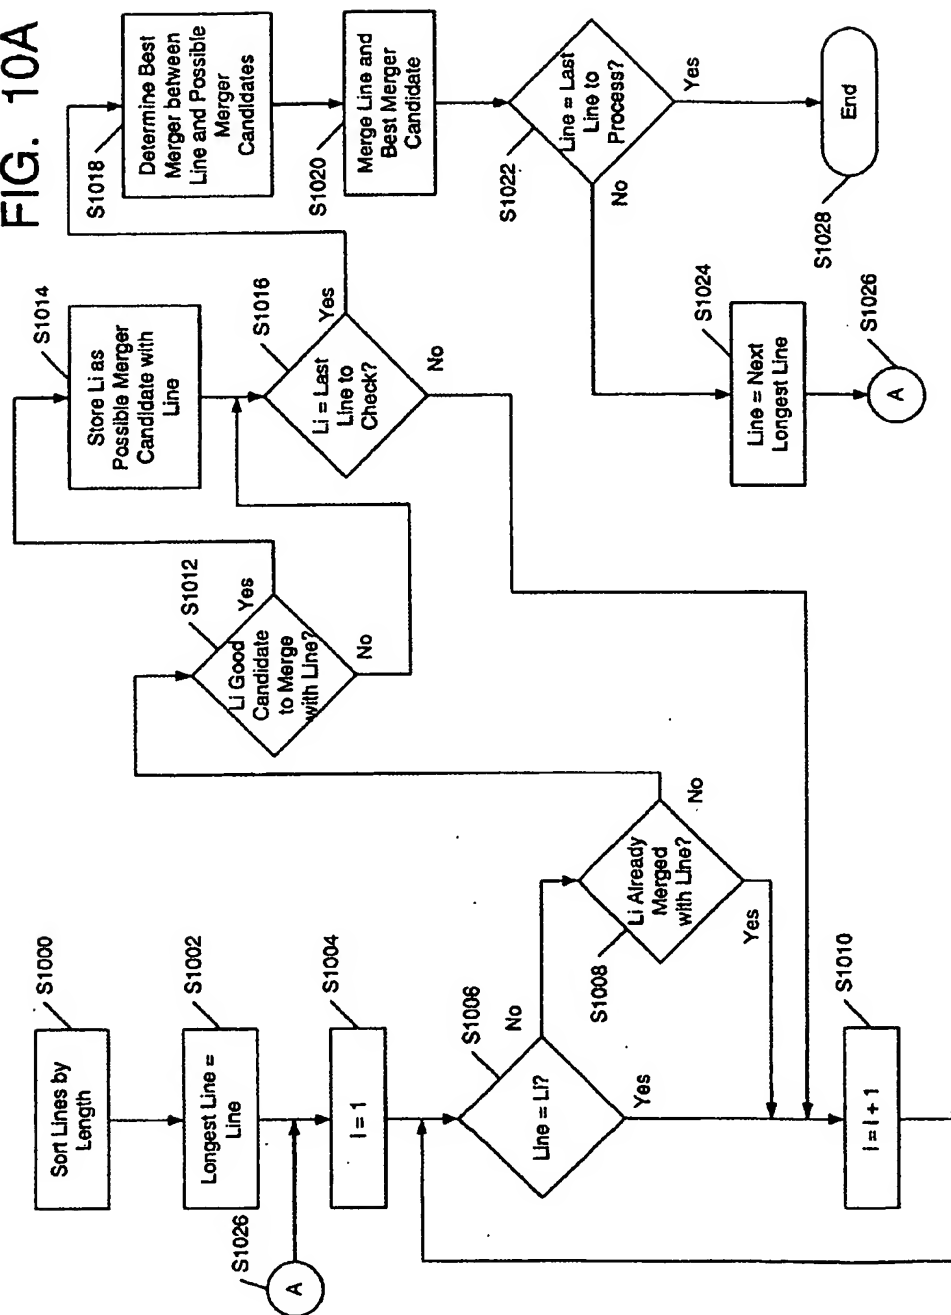 FIG. 10A
S1000
Sort Lines by
Length
S1002
Longest Line =
Line
S1026
A
S1004
I = 1
S1006
Line = Li?
No
Yes
S1008
Li Already
Merged
with Line?
No
Yes
S1010
I = I + 1
S1012
Li Good
Candidate
to Merge
with Line?
Yes
No
S1014
Store Li as
Possible Merger
Candidate with
Line
S1016
Li = Last
Line to
Check?
Yes
No
S1018
Determine Best
Merger between
Line and Possible
Merger
Candidates
S1020
Merge Line and
Best Merger
Candidate
S1022
Line = Last
Line to
Process?
Yes
No
S1024
Line = Next
Longest Line
S1026
A
S1028
End